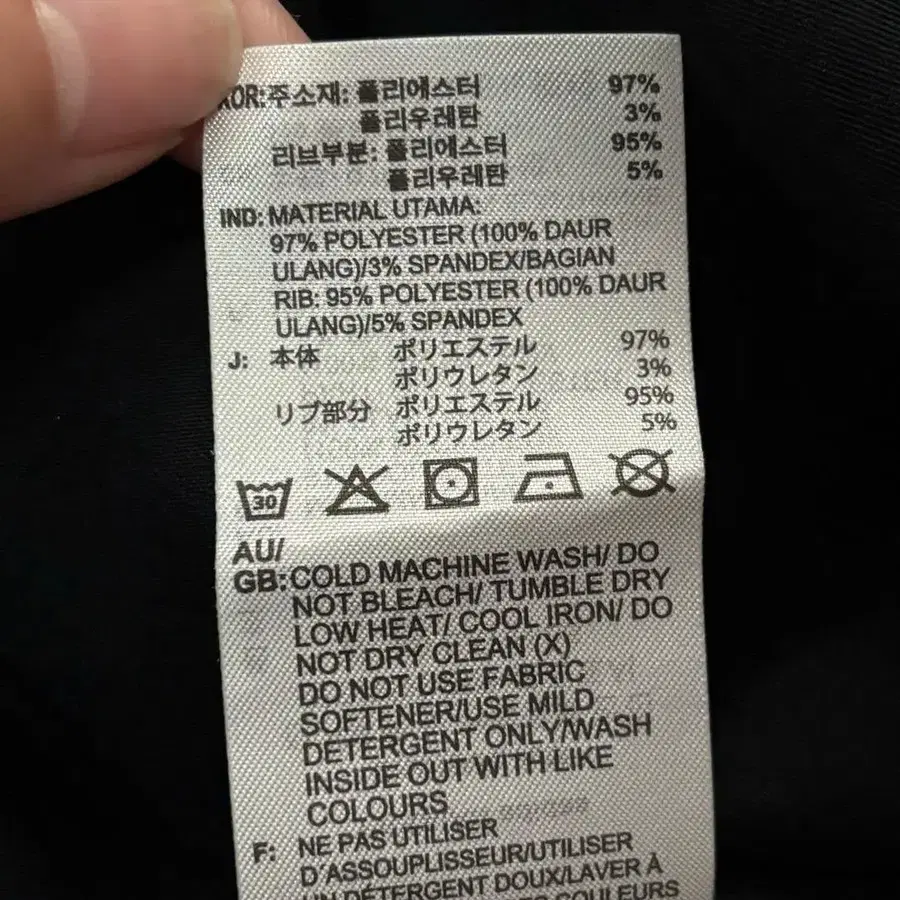 KOR:주소재: 폴리에스터 97%
폴리우레탄 3%
리브부분: 폴리에스터 95%
폴리우레탄 5%
IND: MATERIAL UTAMA:
97% POLYESTER (100% DAUR
ULANG)/3% SPANDEX/BAGIAN
RIB: 95% POLYESTER (100% DAUR
ULANG)/5% SPANDEX
J: 本体 ポリエステル 97%
ポリウレタン 3%
リブ部分 ポリエステル 95%
ポリウレタン 5%
30
AU/
GB:COLD MACHINE WASH/ DO
NOT BLEACH/ TUMBLE DRY
LOW HEAT/ COOL IRON/ DO
NOT DRY CLEAN (X)
DO NOT USE FABRIC
SOFTENER/USE MILD
DETERGENT ONLY/WASH
INSIDE OUT WITH LIKE
COLOURS
F: NE PAS UTILISER
D'ASSOUPLISSEUR/UTILISER
UN DÉTERGENT DOUX/LAVER À
COULEURS